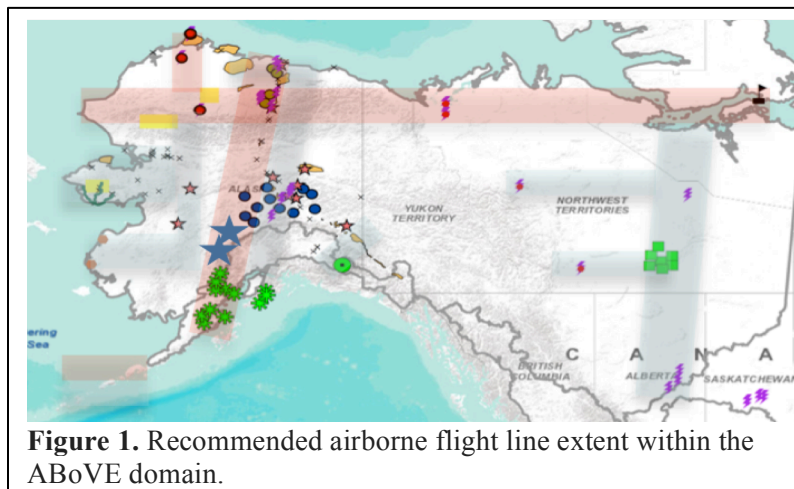 ALASKA
YUKON
TERRITORY
NORTHWEST
TERRITORIES
ering
Sea
C A N A
BRITISH
COLUMBIA
ALBERTA
SASKATCHEWAN
Figure 1. Recommended airborne flight line extent within the
ABoVE domain.